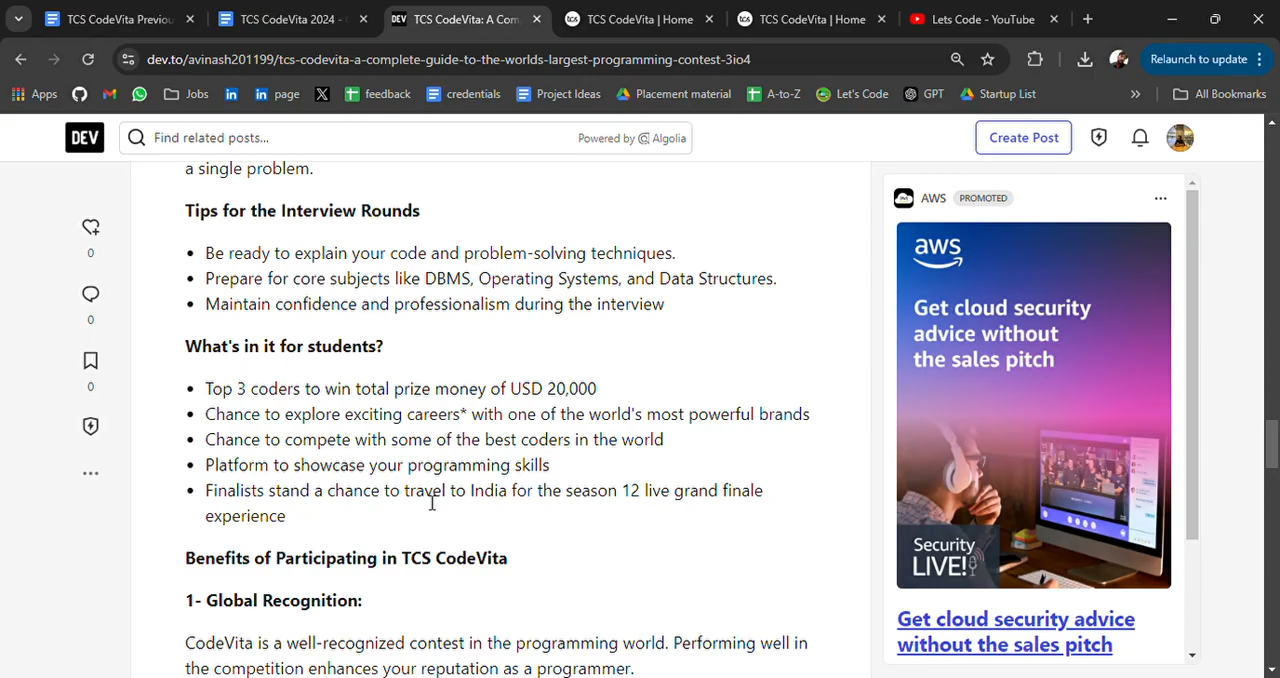 TCS CodeVita Previou
TCS CodeVita 2024 -
DEV TCS CodeVita: A Com
tcs TCS CodeVita | Home
tcs TCS CodeVita | Home
Lets Code - YouTube
dev.to/avinash201199/tcs-codevita-a-complete-guide-to-the-worlds-largest-programming-contest-3io4
Relaunch to update
Apps
Jobs
in
in page
X
feedback
credentials
Project Ideas
Placement material
A-to-Z
Let's Code
GPT
Startup List
»
All Bookmarks
DEV
Find related posts...
Powered by Algolia
Create Post
a single problem.
Tips for the Interview Rounds
• Be ready to explain your code and problem-solving techniques.
• Prepare for core subjects like DBMS, Operating Systems, and Data Structures.
• Maintain confidence and professionalism during the interview
What's in it for students?
• Top 3 coders to win total prize money of USD 20,000
• Chance to explore exciting careers* with one of the world's most powerful brands
• Chance to compete with some of the best coders in the world
• Platform to showcase your programming skills
• Finalists stand a chance to travel to India for the season 12 live grand finale
experience
Benefits of Participating in TCS CodeVita
1- Global Recognition:
CodeVita is a well-recognized contest in the programming world. Performing well in
the competition enhances your reputation as a programmer.
0
0
0
AWS PROMOTED
aws
Get cloud security
advice without
the sales pitch
Security
LIVE!
Get cloud security advice
without the sales pitch